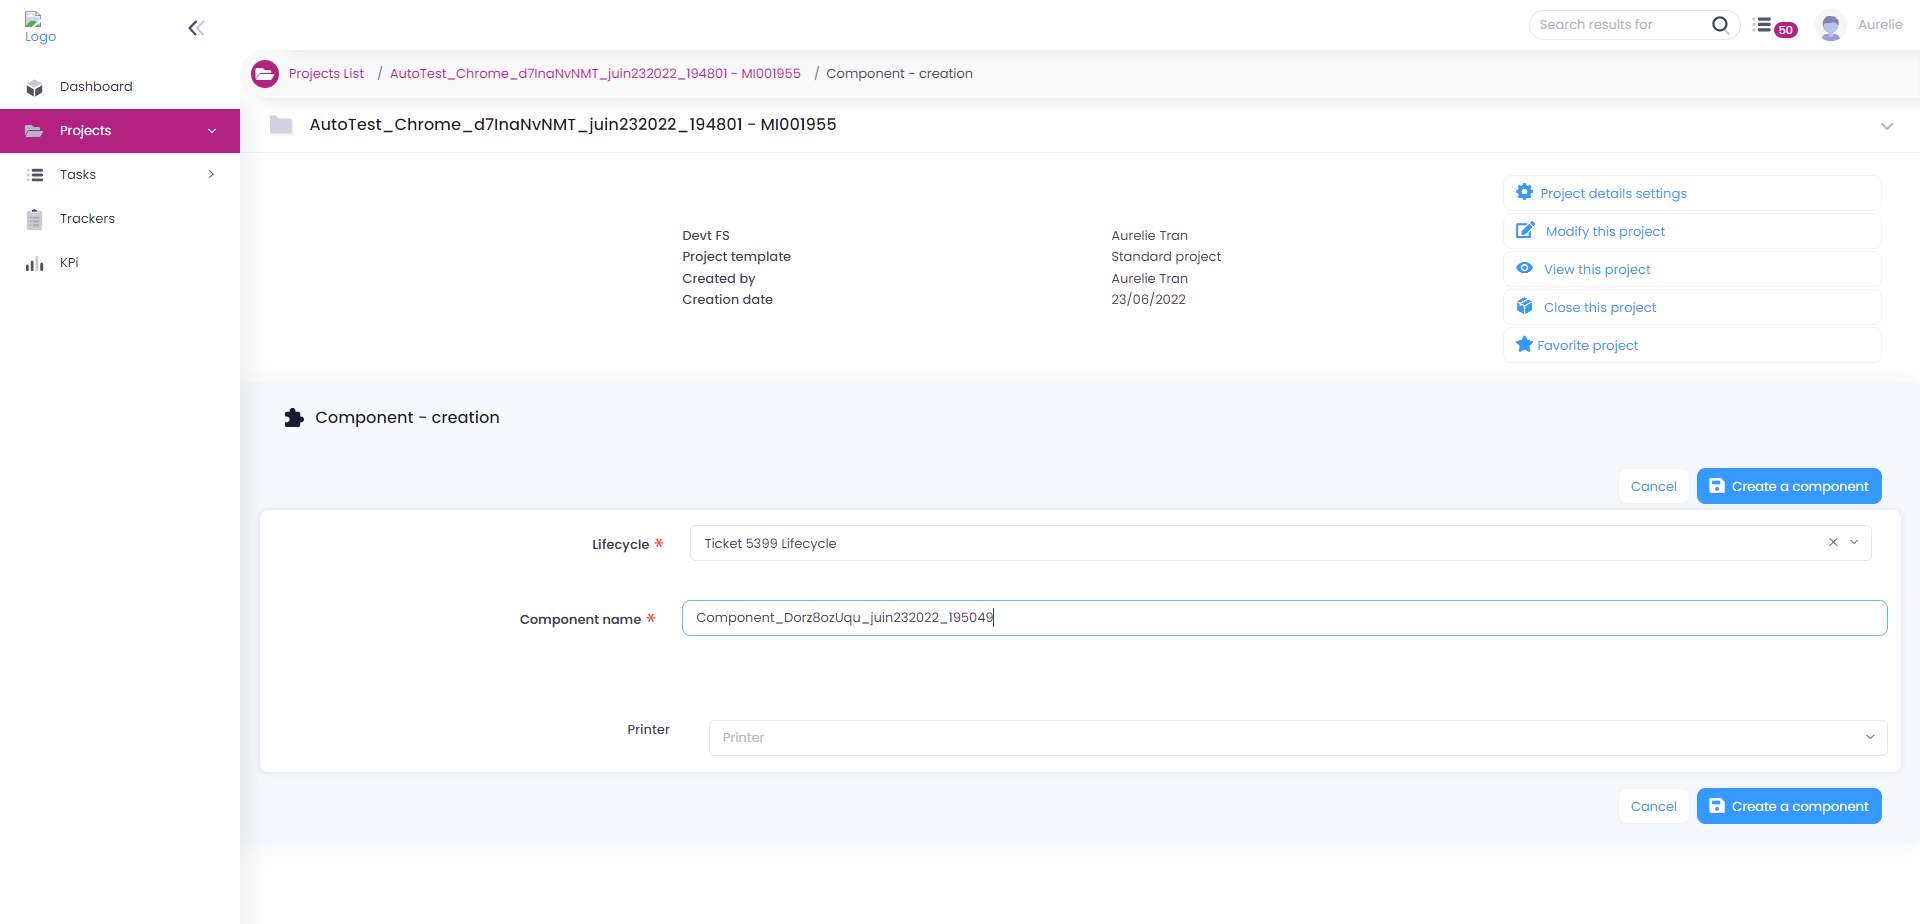 Logo
Search results for
50
Aurelie
Dashboard
Projects
Tasks
Trackers
KPi
Projects List / AutoTest_Chrome_d7InaNvNMT_juin232022_194801 - MI001955 / Component - creation
AutoTest_Chrome_d7InaNvNMT_juin232022_194801 - MI001955
Devt FS Aurelie Tran
Project template Standard project
Created by Aurelie Tran
Creation date 23/06/2022
Project details settings
Modify this project
View this project
Close this project
Favorite project
Component - creation
Cancel Create a component
Lifecycle * Ticket 5399 Lifecycle
Component name * Component_Dorz8ozUqu_juin232022_195049
Printer Printer
Cancel Create a component